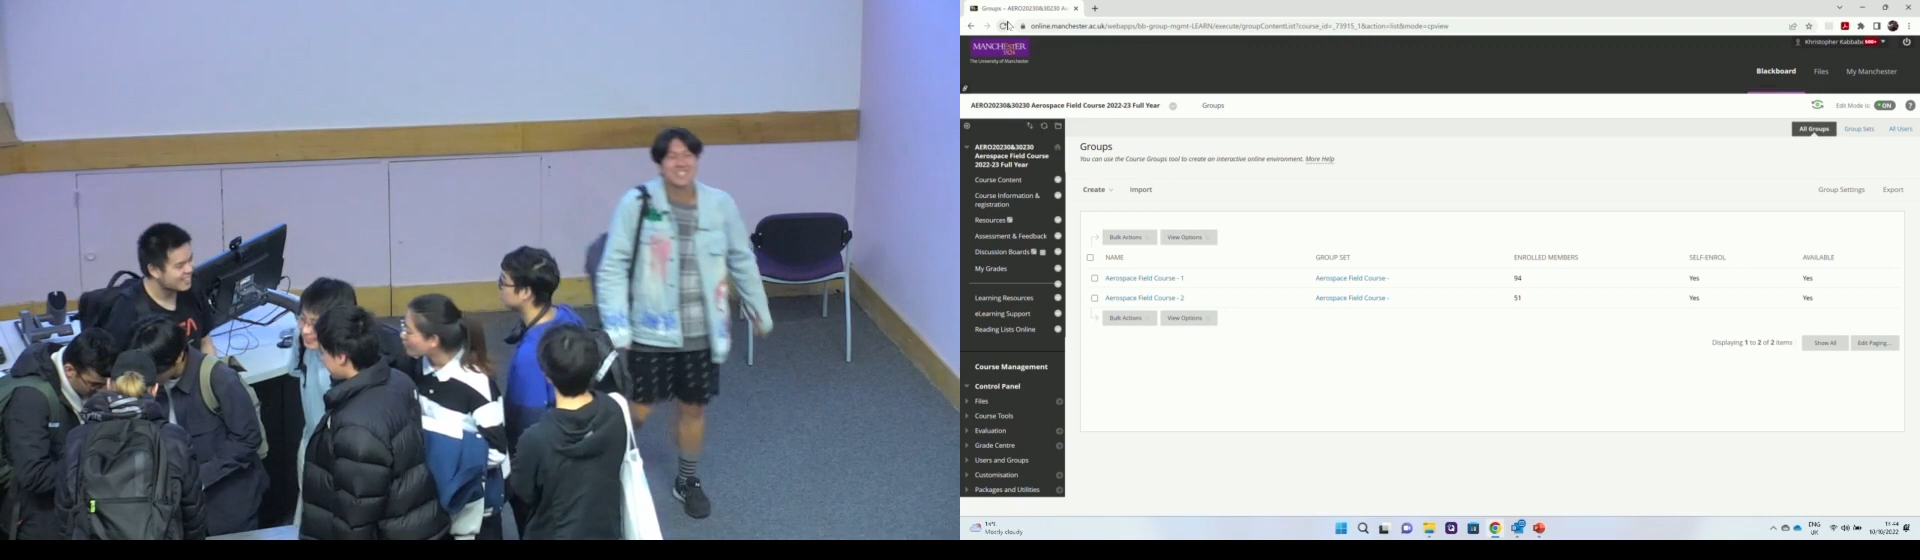 Groups – AERO20230&30230 Ae
online.manchester.ac.uk/webapps/bb-group-mgmt-LEARN/execute/groupContentList?course_id=_73915_1&action=list&mode=cpview
MANCHESTER
1824
The University of Manchester
Khristopher Kabbabe
Blackboard
Files
My Manchester
AERO20230&30230 Aerospace Field Course 2022-23 Full Year
Groups
Edit Mode is:
ON
?
All Groups
Group Sets
All Users
AERO20230&30230
Aerospace Field Course
2022-23 Full Year
Course Content
Course Information &
registration
Resources
Assessment & Feedback
Discussion Boards
My Grades
Learning Resources
eLearning Support
Reading Lists Online
Course Management
Control Panel
Files
Course Tools
Evaluation
Grade Centre
Users and Groups
Customisation
Packages and Utilities
Groups
You can use the Course Groups tool to create an interactive online environment. More Help
Create
Import
Group Settings
Export
Bulk Actions
View Options
NAME
GROUP SET
ENROLLED MEMBERS
SELF-ENROL
AVAILABLE
Aerospace Field Course - 1
Aerospace Field Course -
94
Yes
Yes
Aerospace Field Course - 2
Aerospace Field Course -
51
Yes
Yes
Bulk Actions
View Options
Displaying 1 to 2 of 2 items
Show All
Edit Paging...
14°C
Mostly cloudy
ENG
UK
11:44
10/10/2022